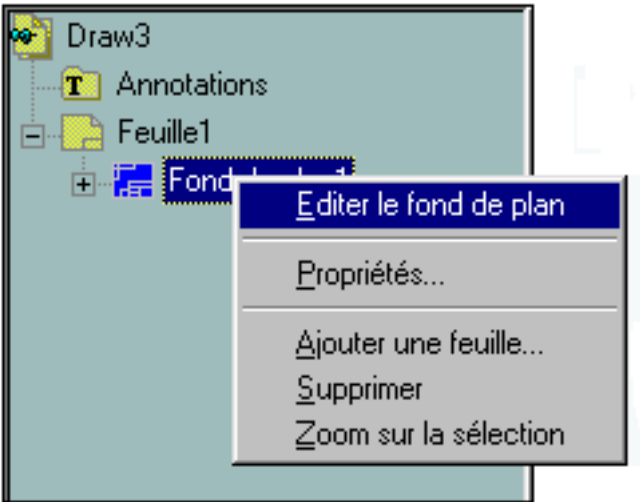 Draw3
T Annotations
Feuille1
Fond
Editer le fond de plan
Propriétés...
Ajouter une feuille...
Supprimer
Zoom sur la sélection